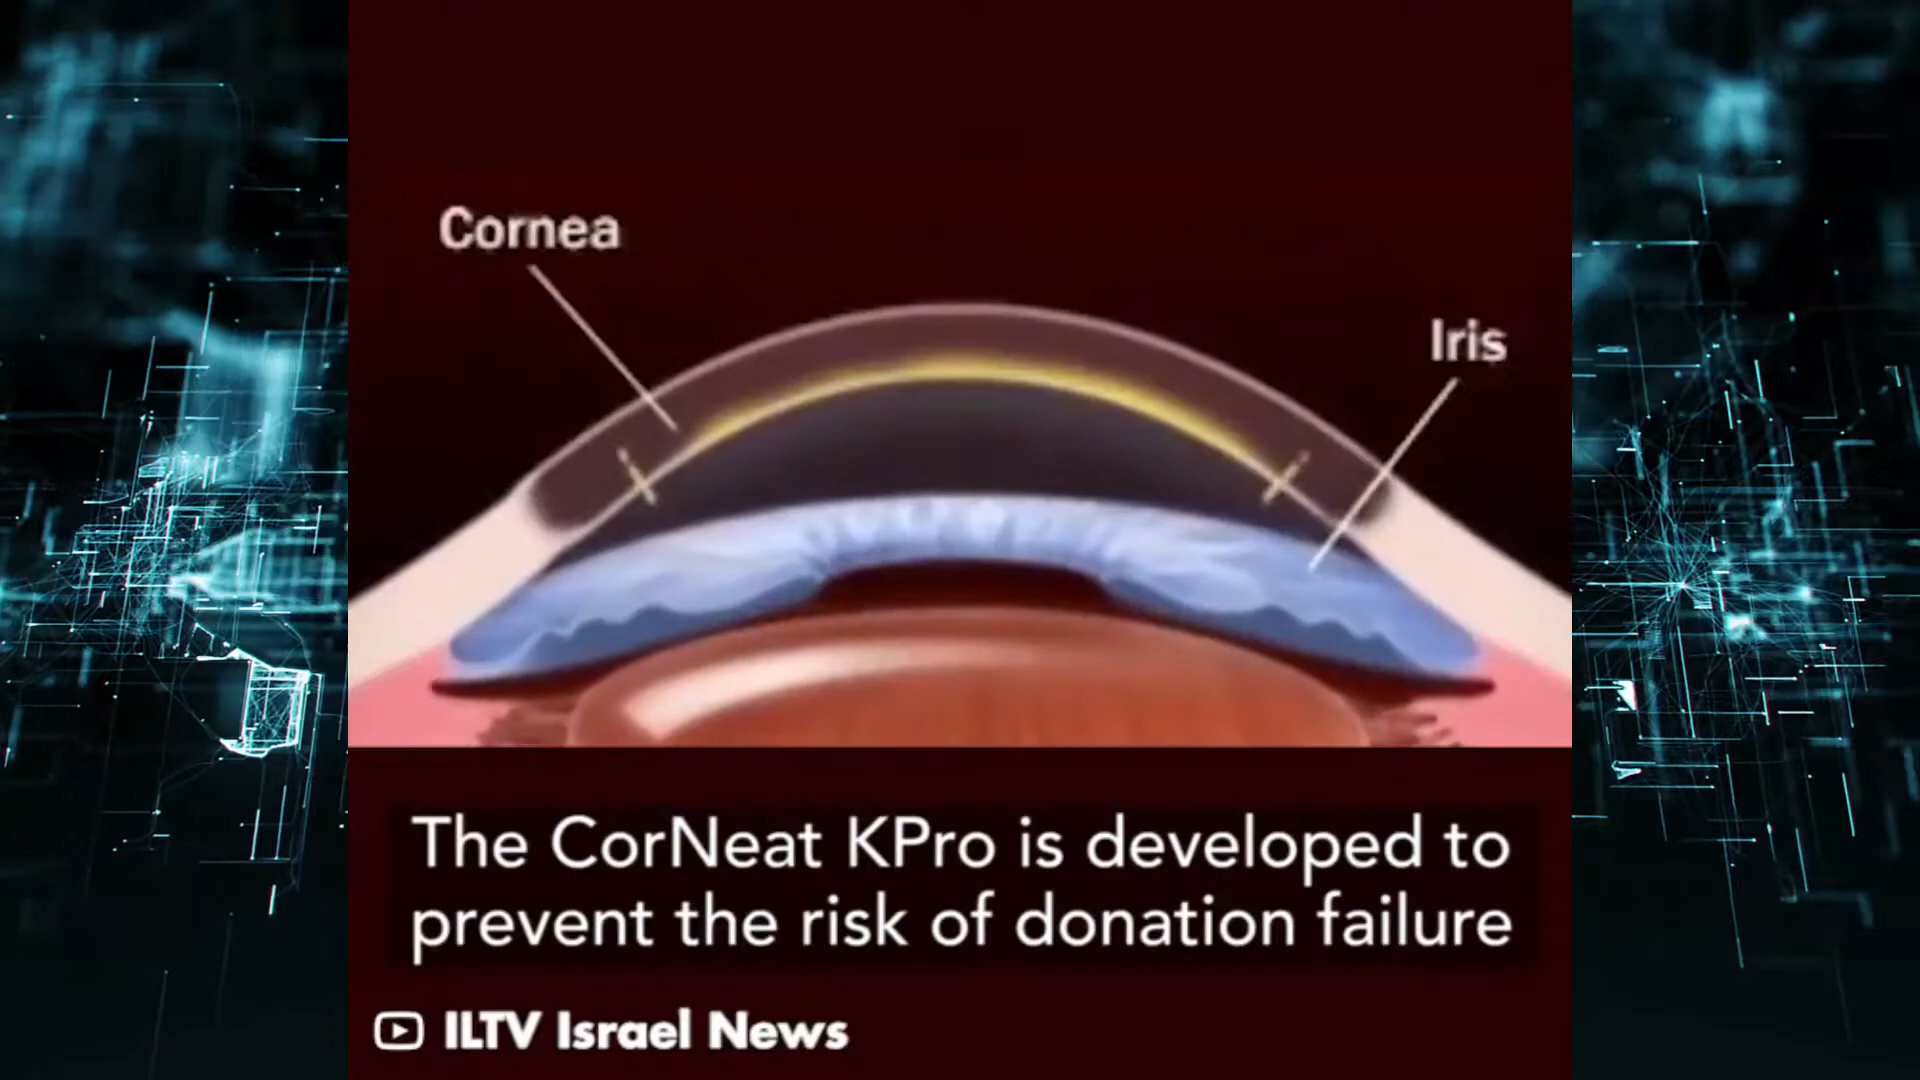 Cornea
Iris
The CorNeat KPro is developed to
prevent the risk of donation failure
ILTV Israel News